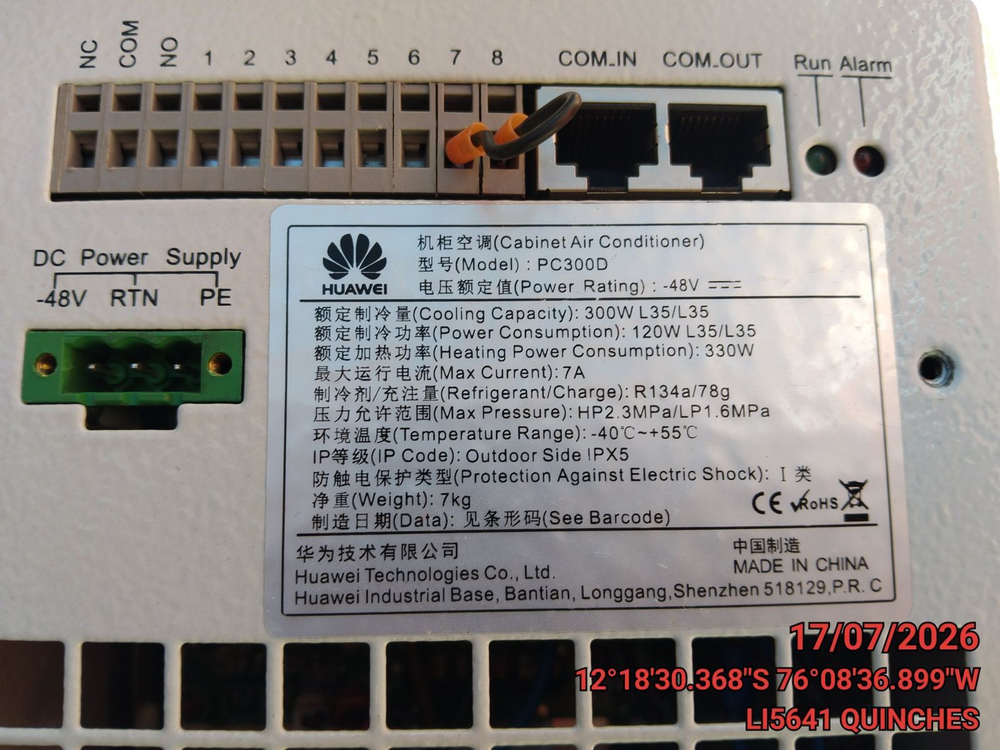 NC COM NO 1 2 3 4 5 6 7 8 COM_IN COM_OUT Run Alarm
DC Power Supply
-48V RTN PE
HUAWEI
机柜空调(Cabinet Air Conditioner)
型号(Model) : PC300D
电压额定值(Power Rating) : -48V ⎓
额定制冷量(Cooling Capacity): 300W L35/L35
额定制冷功率(Power Consumption): 120W L35/L35
额定加热功率(Heating Power Consumption): 330W
最大运行电流(Max Current): 7A
制冷剂/充注量(Refrigerant/Charge): R134a/78g
压力允许范围(Max Pressure): HP2.3MPa/LP1.6MPa
环境温度(Temperature Range): -40℃~+55℃
IP等级(IP Code): Outdoor Side IPX5
防触电保护类型(Protection Against Electric Shock): I 类
净重(Weight): 7kg
制造日期(Data): 见条形码(See Barcode)
CE RoHS
华为技术有限公司
Huawei Technologies Co., Ltd.
Huawei Industrial Base, Bantian, Longgang,Shenzhen 518129,P.R. C
中国制造
MADE IN CHINA
17/07/2026
12°18'30.368"S 76°08'36.899"W
LI5641 QUINCHES